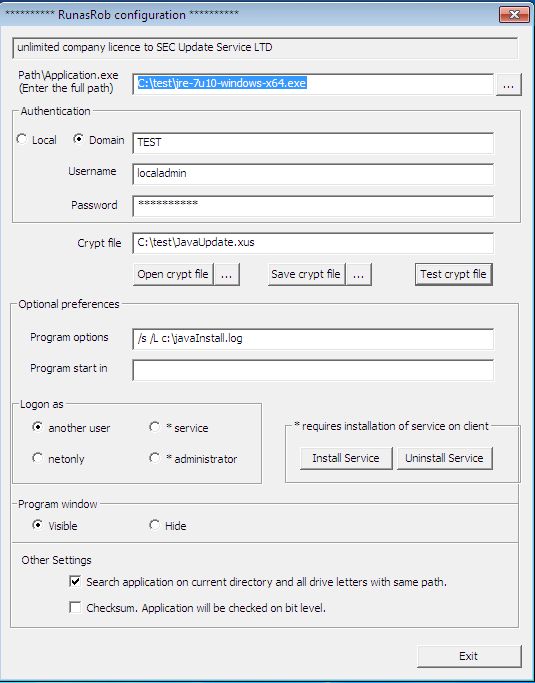 ********** RunasRob configuration **********
unlimited company licence to SEC Update Service LTD
Path\Application.exe
(Enter the full path)
C:\test\jre-7u10-windows-x64.exe
...
Authentication
Local
Domain
TEST
Username
localadmin
Password
**********
Crypt file
C:\test\JavaUpdate.xus
Open crypt file
...
Save crypt file
...
Test crypt file
Optional preferences
Program options
/s /L c:\javaInstall.log
Program start in
Logon as
another user
* service
netonly
* administrator
* requires installation of service on client
Install Service
Uninstall Service
Program window
Visible
Hide
Other Settings
Search application on current directory and all drive letters with same path.
Checksum. Application will be checked on bit level.
Exit